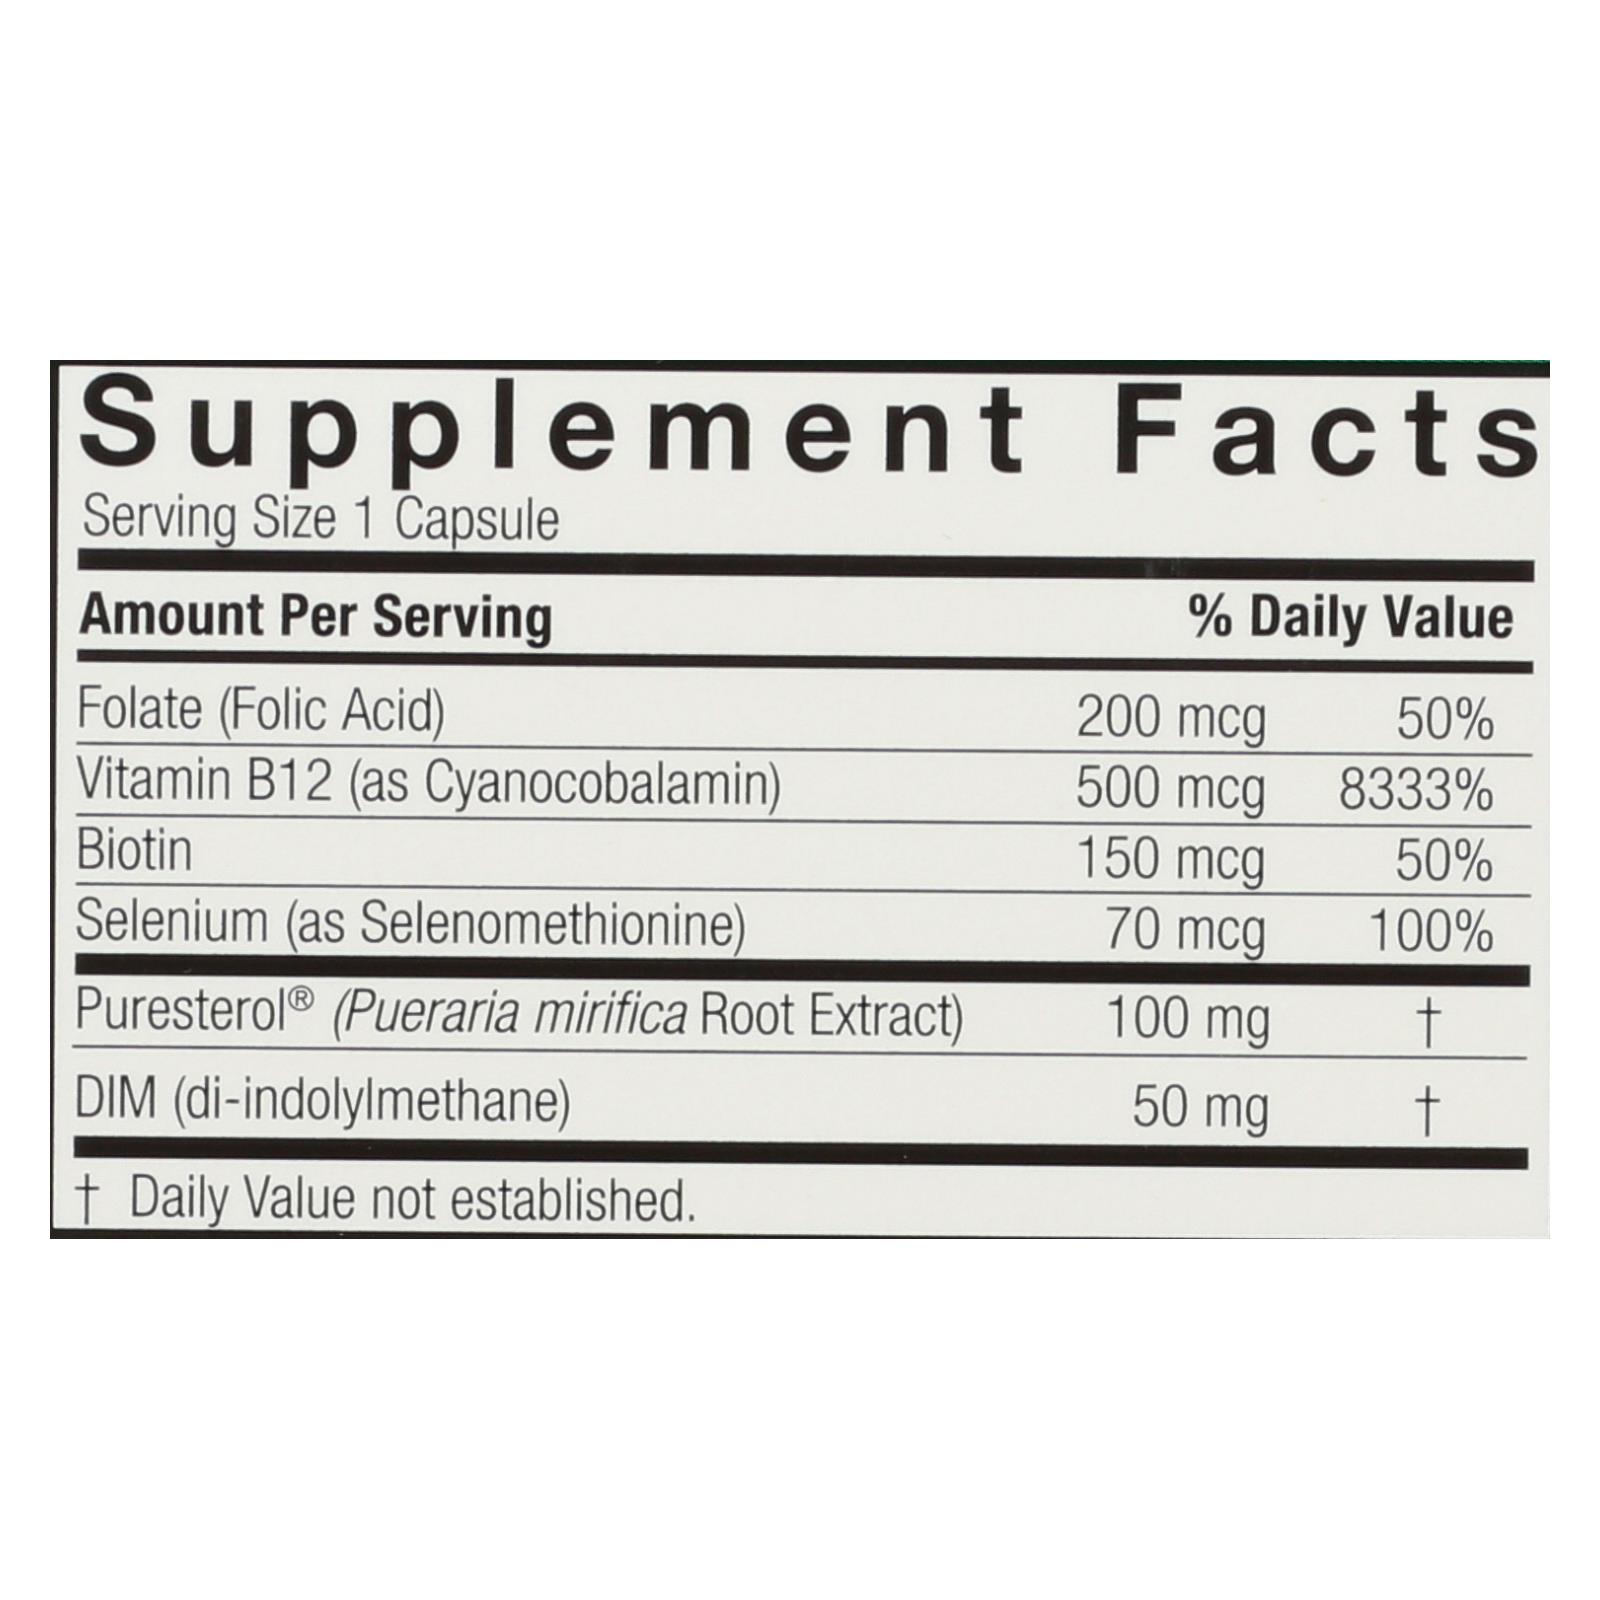 Supplement Facts
Serving Size 1 Capsule
Amount Per Serving % Daily Value
Folate (Folic Acid) 200 mcg 50%
Vitamin B12 (as Cyanocobalamin) 500 mcg 8333%
Biotin 150 mcg 50%
Selenium (as Selenomethionine) 70 mcg 100%
Puresterol® (Pueraria mirifica Root Extract) 100 mg †
DIM (di-indolylmethane) 50 mg †
† Daily Value not established.